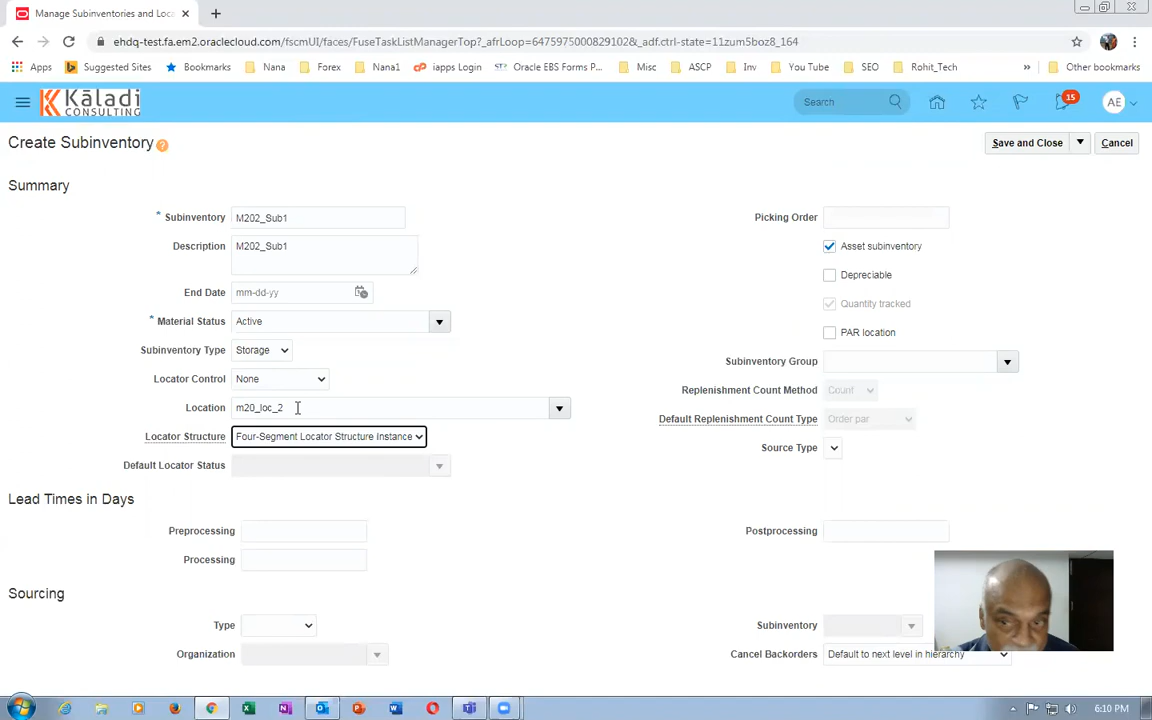 Manage Subinventories and Loca
ehdq-test.fa.em2.oraclecloud.com/fscmUI/faces/FuseTaskListManagerTop?_afrLoop=6475975000829102&_adf.ctrl-state=11zum5boz8_164
Apps Suggested Sites Bookmarks Nana Forex Nana1 iapps Login Oracle EBS Forms P... Misc ASCP Inv You Tube SEO Rohit_Tech » Other bookmarks
Kaladi CONSULTING Search 15 AE
Create Subinventory ? Save and Close Cancel
Summary
* Subinventory M202_Sub1 Picking Order
Description M202_Sub1 Asset subinventory
Depreciable
End Date mm-dd-yy Quantity tracked
* Material Status Active PAR location
Subinventory Type Storage Subinventory Group
Locator Control None Replenishment Count Method Count
Location m20_loc_2 Default Replenishment Count Type Order par
Locator Structure Four-Segment Locator Structure Instance Source Type
Default Locator Status
Lead Times in Days
Preprocessing Postprocessing
Processing
Sourcing
Type Subinventory
Organization Cancel Backorders Default to next level in hierarchy
6:10 PM